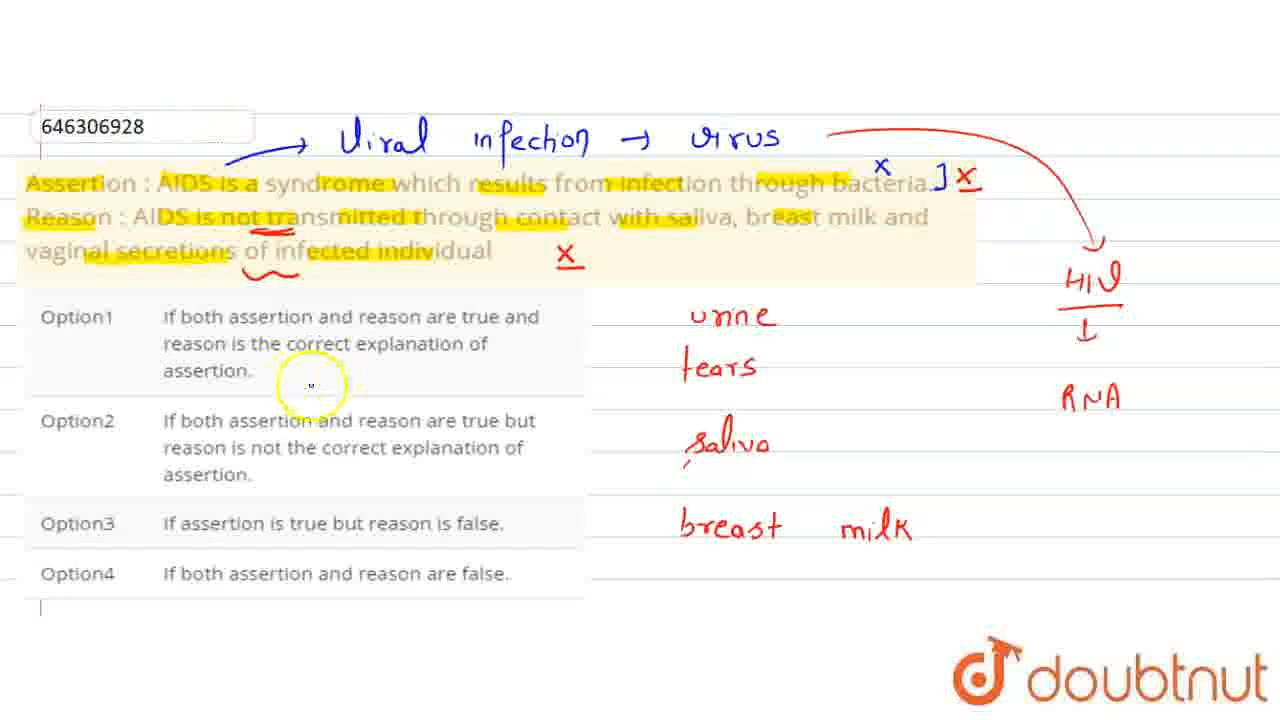 646306928
Viral infection → virus
x
Assertion : AIDS is a syndrome which results from infection through bacteria. ] x
Reason : AIDS is not transmitted through contact with saliva, breast milk and
vaginal secretions of infected individual x
HIV
Option1 If both assertion and reason are true and
reason is the correct explanation of
assertion.
urine
tears
RNA
Option2 If both assertion and reason are true but
reason is not the correct explanation of
assertion.
saliva
Option3 If assertion is true but reason is false.
breast milk
Option4 If both assertion and reason are false.
doubtnut